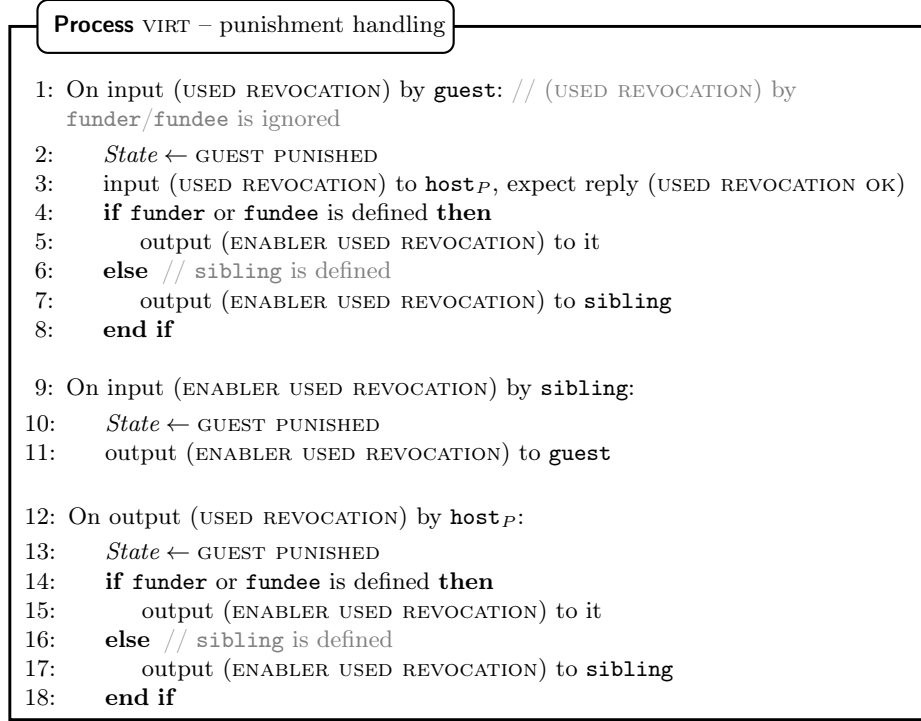 Process VIRT – punishment handling
1: On input (USED REVOCATION) by guest: // (USED REVOCATION) by
funder/fundee is ignored
2: State ← GUEST PUNISHED
3: input (USED REVOCATION) to host_P, expect reply (USED REVOCATION OK)
4: if funder or fundee is defined then
5: output (ENABLER USED REVOCATION) to it
6: else // sibling is defined
7: output (ENABLER USED REVOCATION) to sibling
8: end if
9: On input (ENABLER USED REVOCATION) by sibling:
10: State ← GUEST PUNISHED
11: output (ENABLER USED REVOCATION) to guest
12: On output (USED REVOCATION) by host_P:
13: State ← GUEST PUNISHED
14: if funder or fundee is defined then
15: output (ENABLER USED REVOCATION) to it
16: else // sibling is defined
17: output (ENABLER USED REVOCATION) to sibling
18: end if